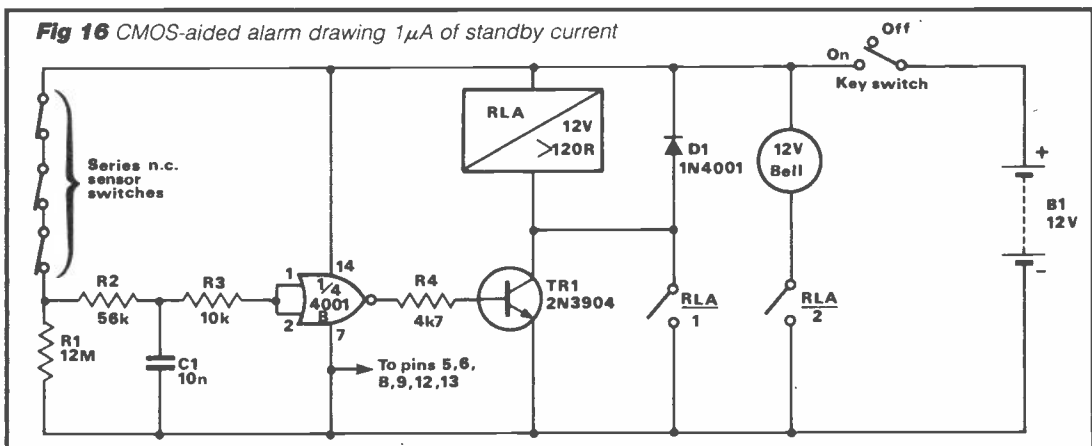 Fig 16 CMOS-aided alarm drawing 1μA of standby current
Off
On
Key switch
RLA
12V
>120R
D1
1N4001
12V
Bell
+
B1
12V
-
Series n.c.
sensor
switches
R2
56k
R3
10k
1
2
14
1/4
4001
B
7
R4
4k7
TR1
2N3904
RLA
1
RLA
2
R1
12M
C1
10n
To pins 5,6,
8,9,12,13